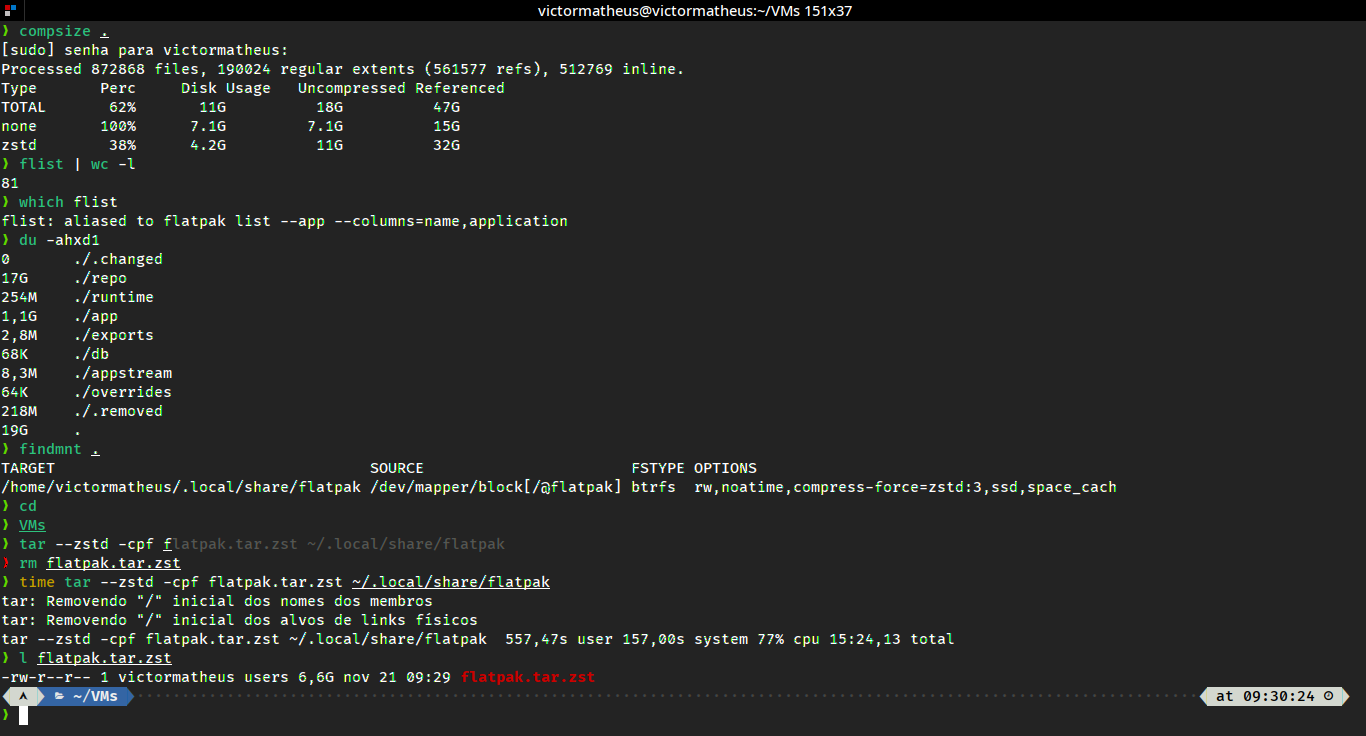 victormatheus@victormatheus:~/VMs 151x37
❯ compsize .
[sudo] senha para victormatheus:
Processed 872868 files, 190024 regular extents (561577 refs), 512769 inline.
Type       Perc     Disk Usage   Uncompressed Referenced
TOTAL       62%       11G          18G          47G
none       100%      7.1G         7.1G          15G
zstd        38%      4.2G          11G          32G
❯ flist | wc -l
81
❯ which flist
flist: aliased to flatpak list --app --columns=name,application
❯ du -ahxd1
0       ./.changed
17G     ./repo
254M    ./runtime
1,1G    ./app
2,8M    ./exports
68K     ./db
8,3M    ./appstream
64K     ./overrides
218M    ./.removed
19G     .
❯ findmnt .
TARGET                                   SOURCE                       FSTYPE OPTIONS
/home/victormatheus/.local/share/flatpak /dev/mapper/block[/@flatpak] btrfs  rw,noatime,compress-force=zstd:3,ssd,space_cach
❯ cd
❯ VMs
❯ tar --zstd -cpf flatpak.tar.zst ~/.local/share/flatpak
❯ rm flatpak.tar.zst
❯ time tar --zstd -cpf flatpak.tar.zst ~/.local/share/flatpak
tar: Removendo "/" inicial dos nomes dos membros
tar: Removendo "/" inicial dos alvos de links físicos
tar --zstd -cpf flatpak.tar.zst ~/.local/share/flatpak  557,47s user 157,00s system 77% cpu 15:24,13 total
❯ l flatpak.tar.zst
-rw-r--r-- 1 victormatheus users 6,6G nov 21 09:29 flatpak.tar.zst
~/VMs at 09:30:24
❯